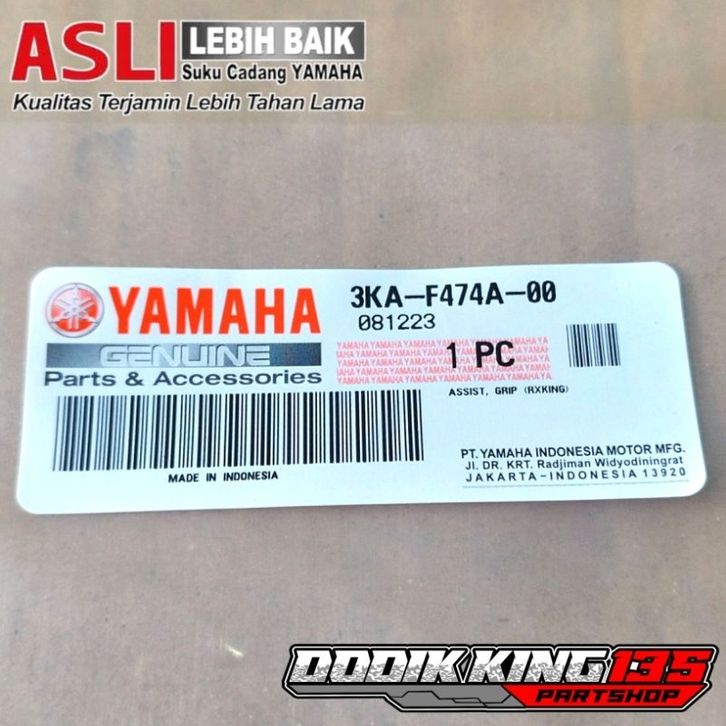 ASLI LEBIH BAIK
Suku Cadang YAMAHA
Kualitas Terjamin Lebih Tahan Lama
YAMAHA
GENUINE
Parts & Accessories
MADE IN INDONESIA
3KA-F474A-00
081223
1 PC
ASSIST, GRIP (RXKING)
PT. YAMAHA INDONESIA MOTOR MFG.
Jl. DR. KRT. Radjiman Widyodiningrat
JAKARTA-INDONESIA 13920
DODIK KING 135
PARTSHOP